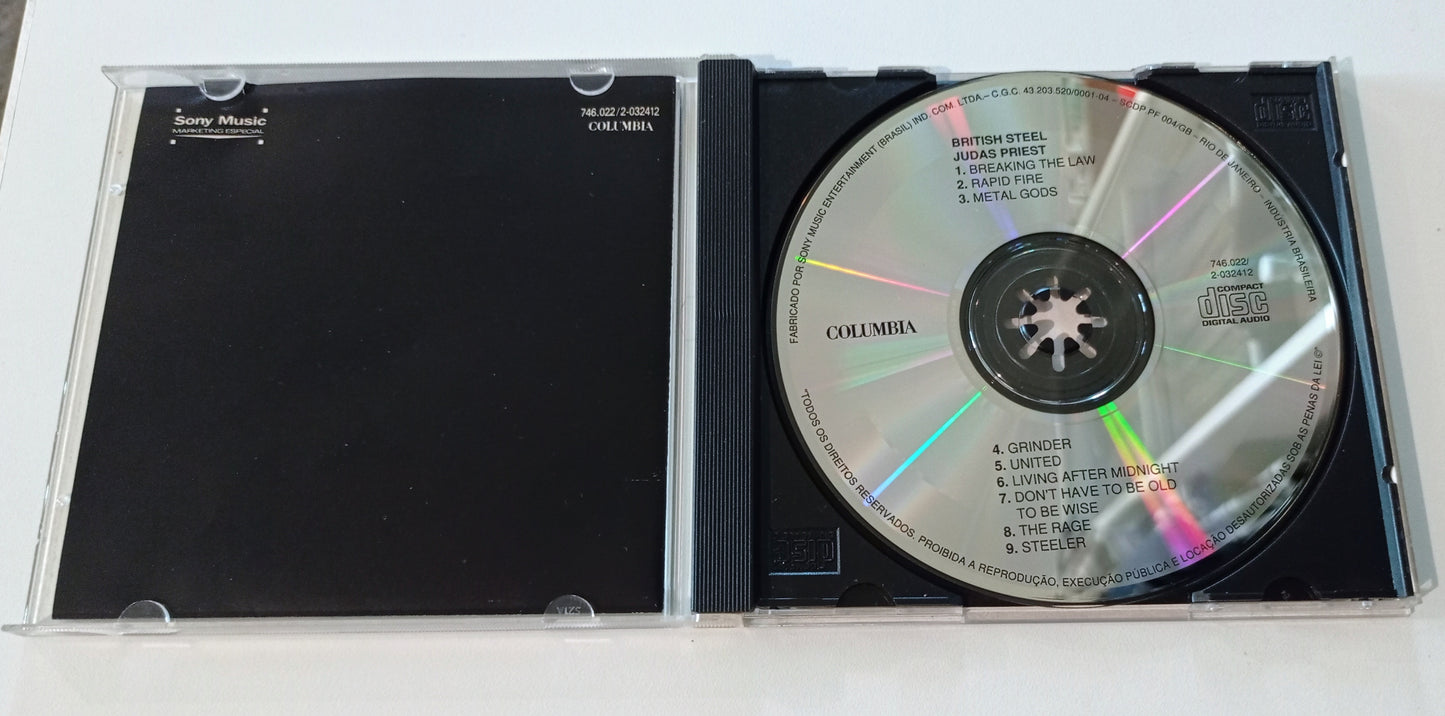 Sony Music
MARKETING ESPECIAL
746.022/2-032412
COLUMBIA
FABRICADO POR SONY MUSIC ENTERTAINMENT (BRASIL) IND. COM. LTDA.– C.G.C. 43.203.520/0001-04 – SCDP PF 004/GB – RIO DE JANEIRO – INDÚSTRIA BRASILEIRA
BRITISH STEEL
JUDAS PRIEST
1. BREAKING THE LAW
2. RAPID FIRE
3. METAL GODS
746.022/
2-032412
COMPACT
disc
DIGITAL AUDIO
COLUMBIA
4. GRINDER
5. UNITED
6. LIVING AFTER MIDNIGHT
7. DON'T HAVE TO BE OLD
TO BE WISE
8. THE RAGE
9. STEELER
"TODOS OS DIREITOS RESERVADOS. PROIBIDA A REPRODUÇÃO, EXECUÇÃO PÚBLICA E LOCAÇÃO DESAUTORIZADAS SOB AS PENAS DA LEI ©"
disc
disc